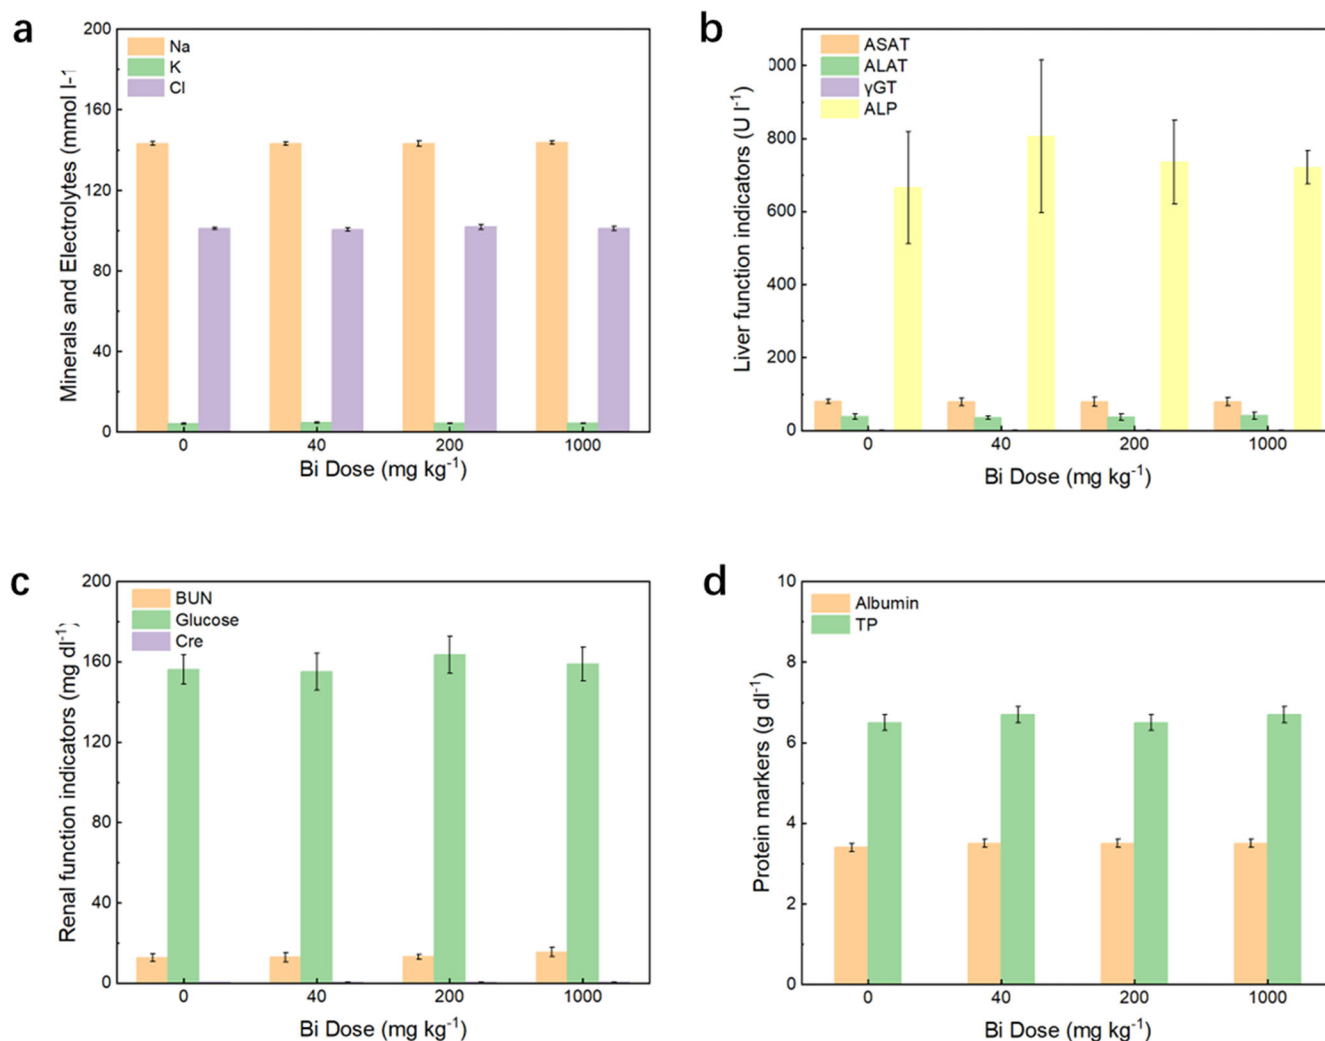 a
200
160
120
80
40
0
Na
K
Cl
Minerals and Electrolytes (mmol l-1
0 40 200 1000
Bi Dose (mg kg⁻¹)
b
000
800
600
400
200
0
ASAT
ALAT
γGT
ALP
Liver function indicators (U l⁻¹)
0 40 200 1000
Bi Dose (mg kg⁻¹)
c
200
160
120
80
40
0
BUN
Glucose
Cre
Renal function indicators (mg dl⁻¹)
0 40 200 1000
Bi Dose (mg kg⁻¹)
d
10
8
6
4
2
0
Albumin
TP
Protein markers (g dl⁻¹)
0 40 200 1000
Bi Dose (mg kg⁻¹)